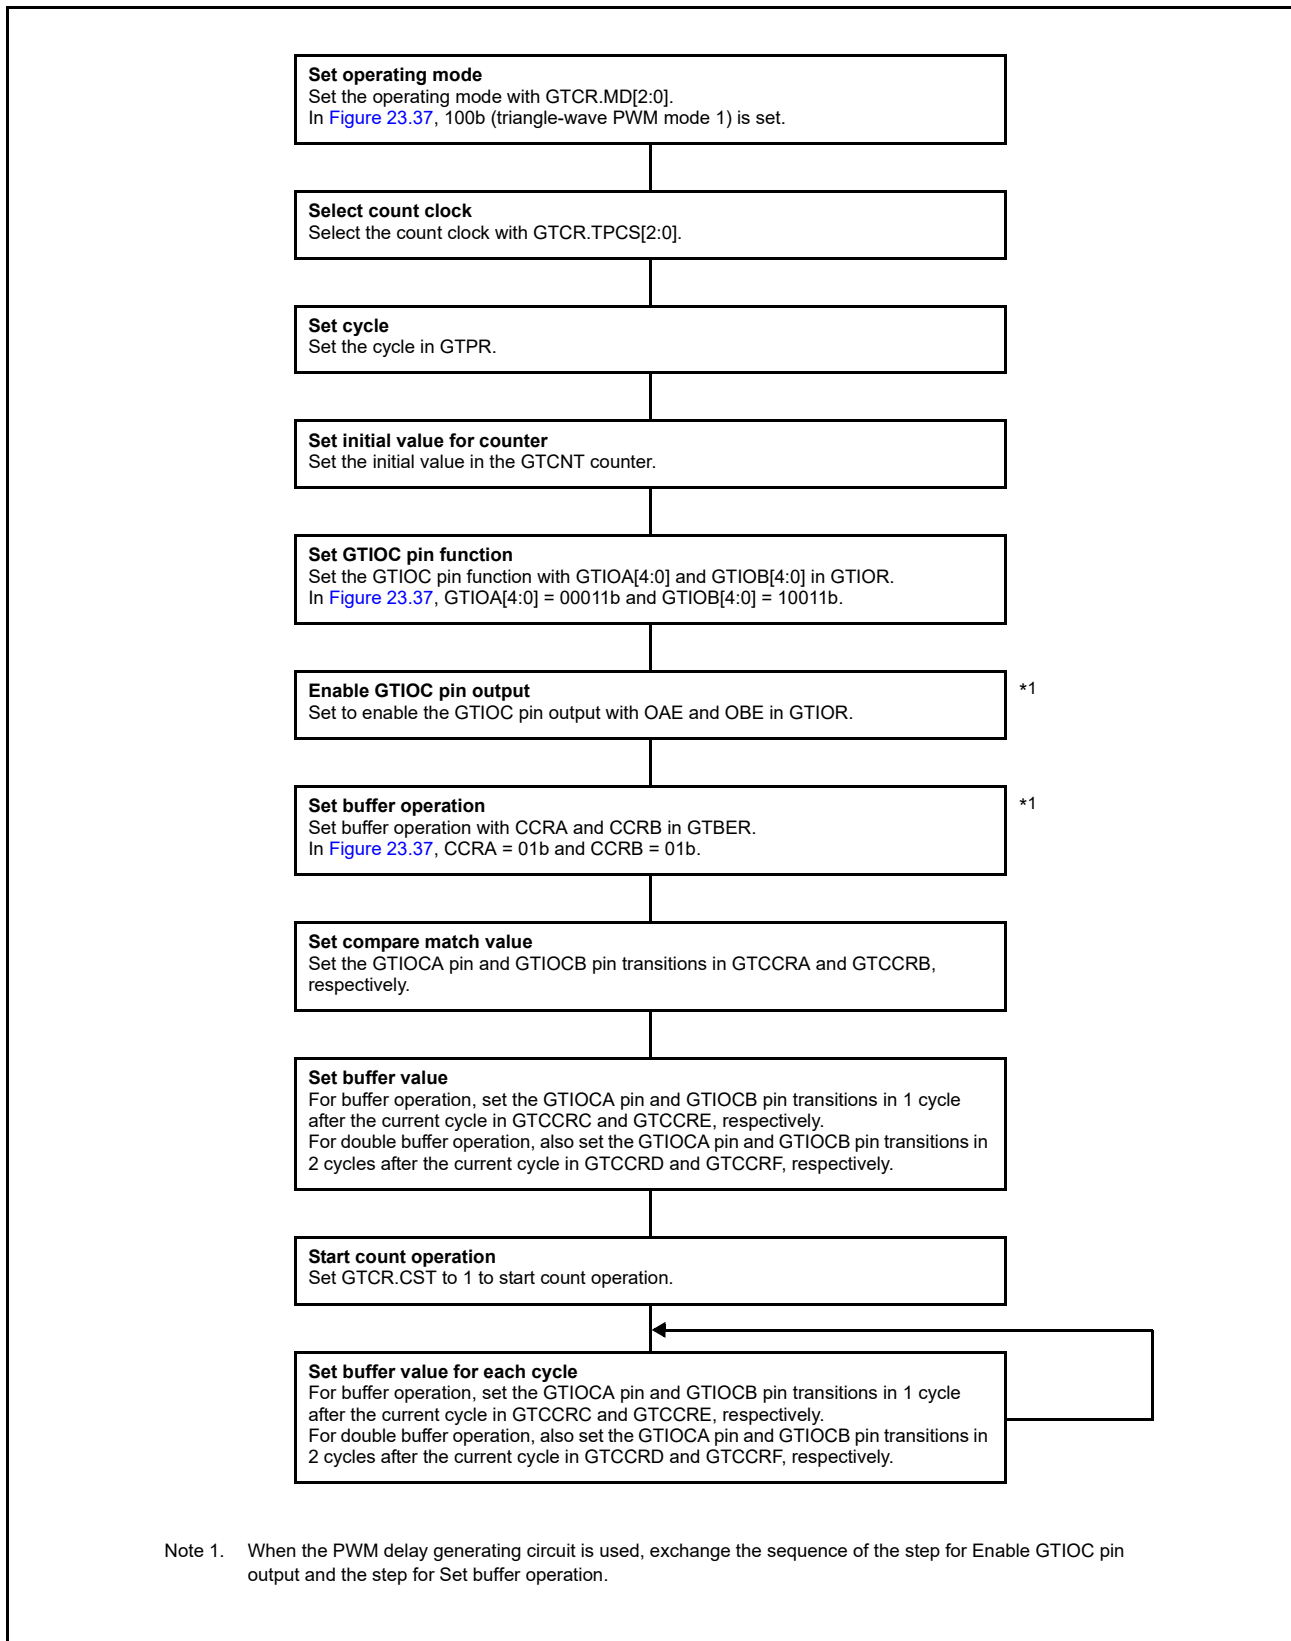 Set operating mode
Set the operating mode with GTCR.MD[2:0].
In Figure 23.37, 100b (triangle-wave PWM mode 1) is set.
Select count clock
Select the count clock with GTCR.TPCS[2:0].
Set cycle
Set the cycle in GTPR.
Set initial value for counter
Set the initial value in the GTCNT counter.
Set GTIOC pin function
Set the GTIOC pin function with GTIOA[4:0] and GTIOB[4:0] in GTIOR.
In Figure 23.37, GTIOA[4:0] = 00011b and GTIOB[4:0] = 10011b.
Enable GTIOC pin output
*1
Set to enable the GTIOC pin output with OAE and OBE in GTIOR.
Set buffer operation
*1
Set buffer operation with CCRA and CCRB in GTBER.
In Figure 23.37, CCRA = 01b and CCRB = 01b.
Set compare match value
Set the GTIOCA pin and GTIOCB pin transitions in GTCCRA and GTCCRB,
respectively.
Set buffer value
For buffer operation, set the GTIOCA pin and GTIOCB pin transitions in 1 cycle
after the current cycle in GTCCRC and GTCCRE, respectively.
For double buffer operation, also set the GTIOCA pin and GTIOCB pin transitions in
2 cycles after the current cycle in GTCCRD and GTCCRF, respectively.
Start count operation
Set GTCR.CST to 1 to start count operation.
Set buffer value for each cycle
For buffer operation, set the GTIOCA pin and GTIOCB pin transitions in 1 cycle
after the current cycle in GTCCRC and GTCCRE, respectively.
For double buffer operation, also set the GTIOCA pin and GTIOCB pin transitions in
2 cycles after the current cycle in GTCCRD and GTCCRF, respectively.
Note 1. When the PWM delay generating circuit is used, exchange the sequence of the step for Enable GTIOC pin
output and the step for Set buffer operation.